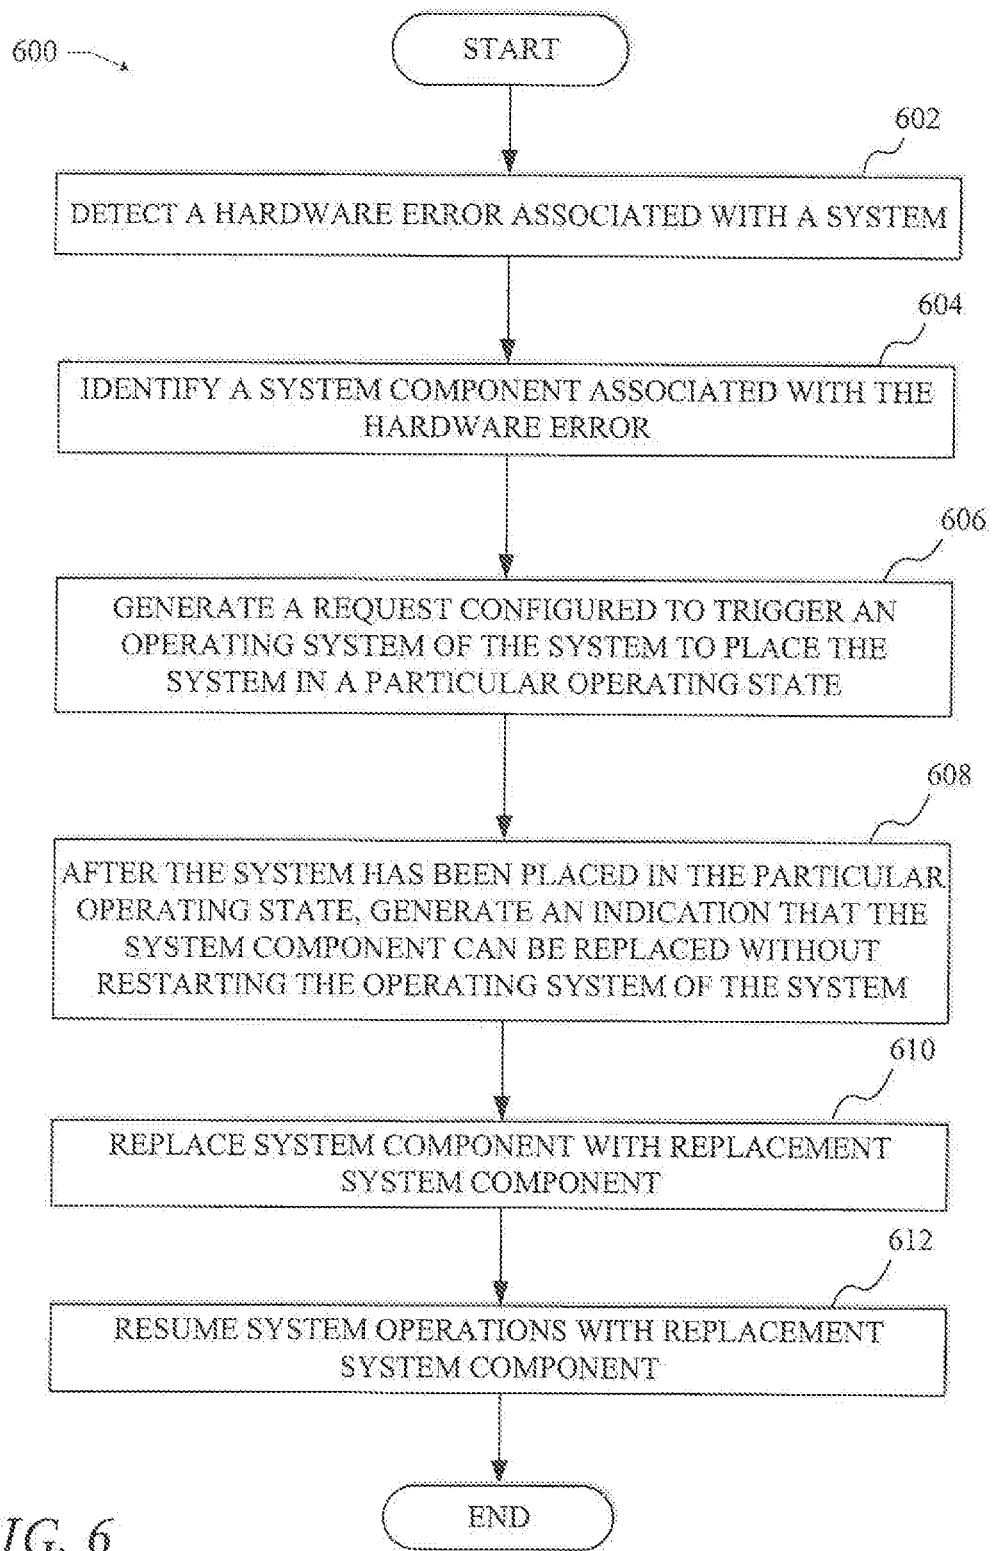 600
START
602
DETECT A HARDWARE ERROR ASSOCIATED WITH A SYSTEM
604
IDENTIFY A SYSTEM COMPONENT ASSOCIATED WITH THE
HARDWARE ERROR
606
GENERATE A REQUEST CONFIGURED TO TRIGGER AN
OPERATING SYSTEM OF THE SYSTEM TO PLACE THE
SYSTEM IN A PARTICULAR OPERATING STATE
608
AFTER THE SYSTEM HAS BEEN PLACED IN THE PARTICULAR
OPERATING STATE, GENERATE AN INDICATION THAT THE
SYSTEM COMPONENT CAN BE REPLACED WITHOUT
RESTARTING THE OPERATING SYSTEM OF THE SYSTEM
610
REPLACE SYSTEM COMPONENT WITH REPLACEMENT
SYSTEM COMPONENT
612
RESUME SYSTEM OPERATIONS WITH REPLACEMENT
SYSTEM COMPONENT
END
IG. 6